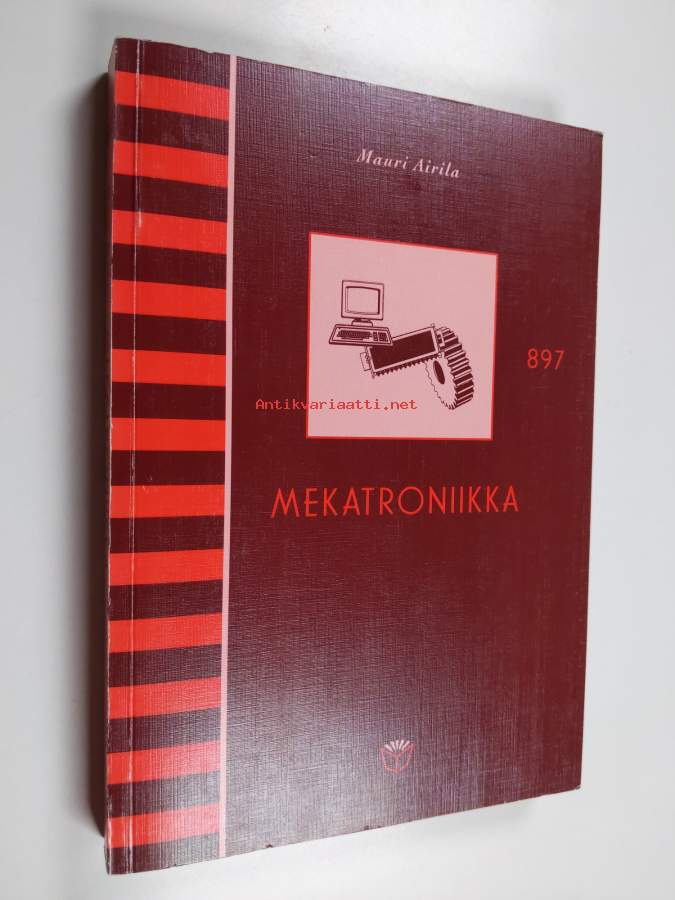 Mauri Airila
897
Antikvariaatti.net
MEKATRONIIKKA